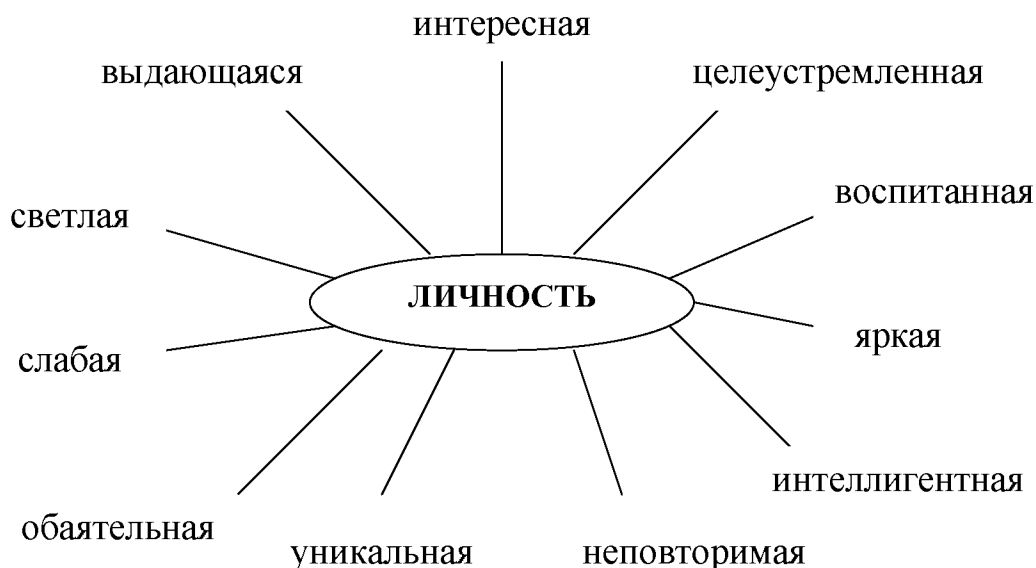 интересная
выдающаяся
целеустремленная
воспитанная
светлая
ЛИЧНОСТЬ
яркая
слабая
интеллигентная
обаятельная
уникальная
неповторимая